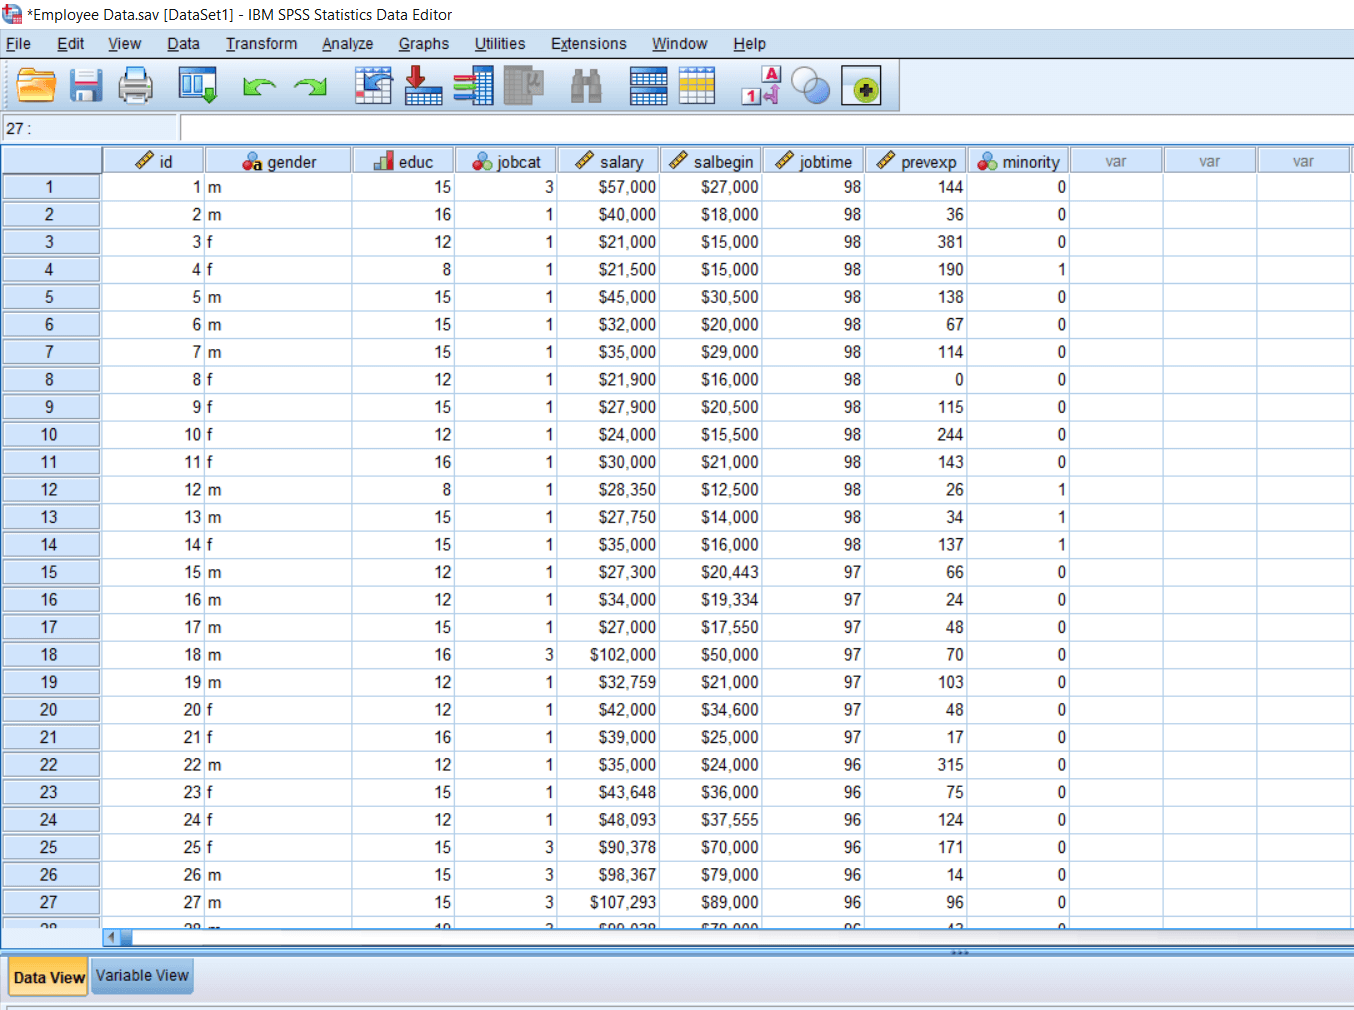 *Employee Data.sav [DataSet1] - IBM SPSS Statistics Data Editor
File Edit View Data Transform Analyze Graphs Utilities Extensions Window Help
27 :
id gender educ jobcat salary salbegin jobtime prevexp minority var var var
1 1 m 15 3 $57,000 $27,000 98 144 0
2 2 m 16 1 $40,000 $18,000 98 36 0
3 3 f 12 1 $21,000 $15,000 98 381 0
4 4 f 8 1 $21,500 $15,000 98 190 1
5 5 m 15 1 $45,000 $30,500 98 138 0
6 6 m 15 1 $32,000 $20,000 98 67 0
7 7 m 15 1 $35,000 $29,000 98 114 0
8 8 f 12 1 $21,900 $16,000 98 0 0
9 9 f 15 1 $27,900 $20,500 98 115 0
10 10 f 12 1 $24,000 $15,500 98 244 0
11 11 f 16 1 $30,000 $21,000 98 143 0
12 12 m 8 1 $28,350 $12,500 98 26 1
13 13 m 15 1 $27,750 $14,000 98 34 1
14 14 f 15 1 $35,000 $16,000 98 137 1
15 15 m 12 1 $27,300 $20,443 97 66 0
16 16 m 12 1 $34,000 $19,334 97 24 0
17 17 m 15 1 $27,000 $17,550 97 48 0
18 18 m 16 3 $102,000 $50,000 97 70 0
19 19 m 12 1 $32,759 $21,000 97 103 0
20 20 f 12 1 $42,000 $34,600 97 48 0
21 21 f 16 1 $39,000 $25,000 97 17 0
22 22 m 12 1 $35,000 $24,000 96 315 0
23 23 f 15 1 $43,648 $36,000 96 75 0
24 24 f 12 1 $48,093 $37,555 96 124 0
25 25 f 15 3 $90,378 $70,000 96 171 0
26 26 m 15 3 $98,367 $79,000 96 14 0
27 27 m 15 3 $107,293 $89,000 96 96 0
Data View Variable View